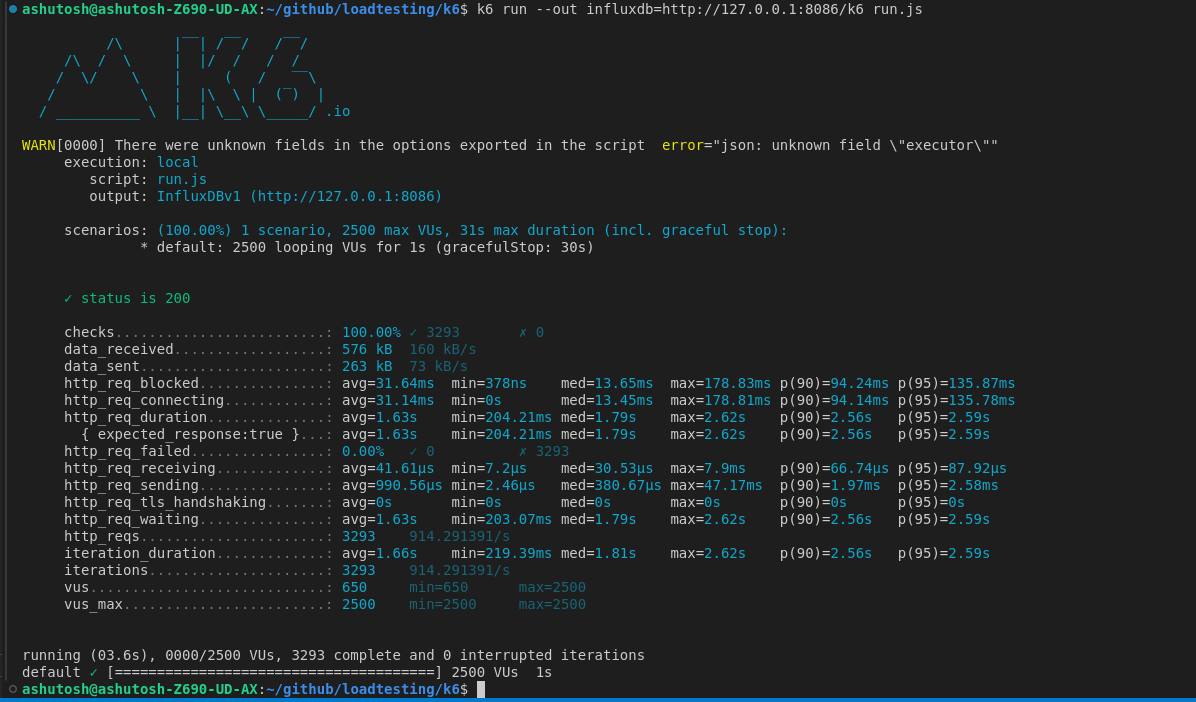 ashutosh@ashutosh-Z690-UD-AX:~/github/loadtesting/k6$ k6 run --out influxdb=http://127.0.0.1:8086/k6 run.js
          /\      |‾‾| /‾‾/   /‾‾/
     /\  /  \     |  |/  /   /  /
    /  \/    \    |     (   /   ‾‾\
   /          \   |  |\  \ |  (‾)  |
  / __________ \  |__| \__\ \_____/ .io
WARN[0000] There were unknown fields in the options exported in the script  error="json: unknown field \"executor\""
     execution: local
        script: run.js
        output: InfluxDBv1 (http://127.0.0.1:8086)
     scenarios: (100.00%) 1 scenario, 2500 max VUs, 31s max duration (incl. graceful stop):
              * default: 2500 looping VUs for 1s (gracefulStop: 30s)
     ✓ status is 200
     checks.........................: 100.00% ✓ 3293       ✗ 0
     data_received..................: 576 kB  160 kB/s
     data_sent......................: 263 kB  73 kB/s
     http_req_blocked...............: avg=31.64ms  min=378ns    med=13.65ms  max=178.83ms p(90)=94.24ms p(95)=135.87ms
     http_req_connecting............: avg=31.14ms  min=0s       med=13.45ms  max=178.81ms p(90)=94.14ms p(95)=135.78ms
     http_req_duration..............: avg=1.63s    min=204.21ms med=1.79s    max=2.62s    p(90)=2.56s   p(95)=2.59s
       { expected_response:true }...: avg=1.63s    min=204.21ms med=1.79s    max=2.62s    p(90)=2.56s   p(95)=2.59s
     http_req_failed................: 0.00%   ✓ 0          ✗ 3293
     http_req_receiving.............: avg=41.61µs  min=7.2µs    med=30.53µs  max=7.9ms    p(90)=66.74µs p(95)=87.92µs
     http_req_sending...............: avg=990.56µs min=2.46µs   med=380.67µs max=47.17ms  p(90)=1.97ms  p(95)=2.58ms
     http_req_tls_handshaking.......: avg=0s       min=0s       med=0s       max=0s       p(90)=0s      p(95)=0s
     http_req_waiting...............: avg=1.63s    min=203.07ms med=1.79s    max=2.62s    p(90)=2.56s   p(95)=2.59s
     http_reqs......................: 3293    914.291391/s
     iteration_duration.............: avg=1.66s    min=219.39ms med=1.81s    max=2.62s    p(90)=2.56s   p(95)=2.59s
     iterations.....................: 3293    914.291391/s
     vus............................: 650     min=650      max=2500
     vus_max........................: 2500    min=2500     max=2500
running (03.6s), 0000/2500 VUs, 3293 complete and 0 interrupted iterations
default ✓ [======================================] 2500 VUs  1s
ashutosh@ashutosh-Z690-UD-AX:~/github/loadtesting/k6$